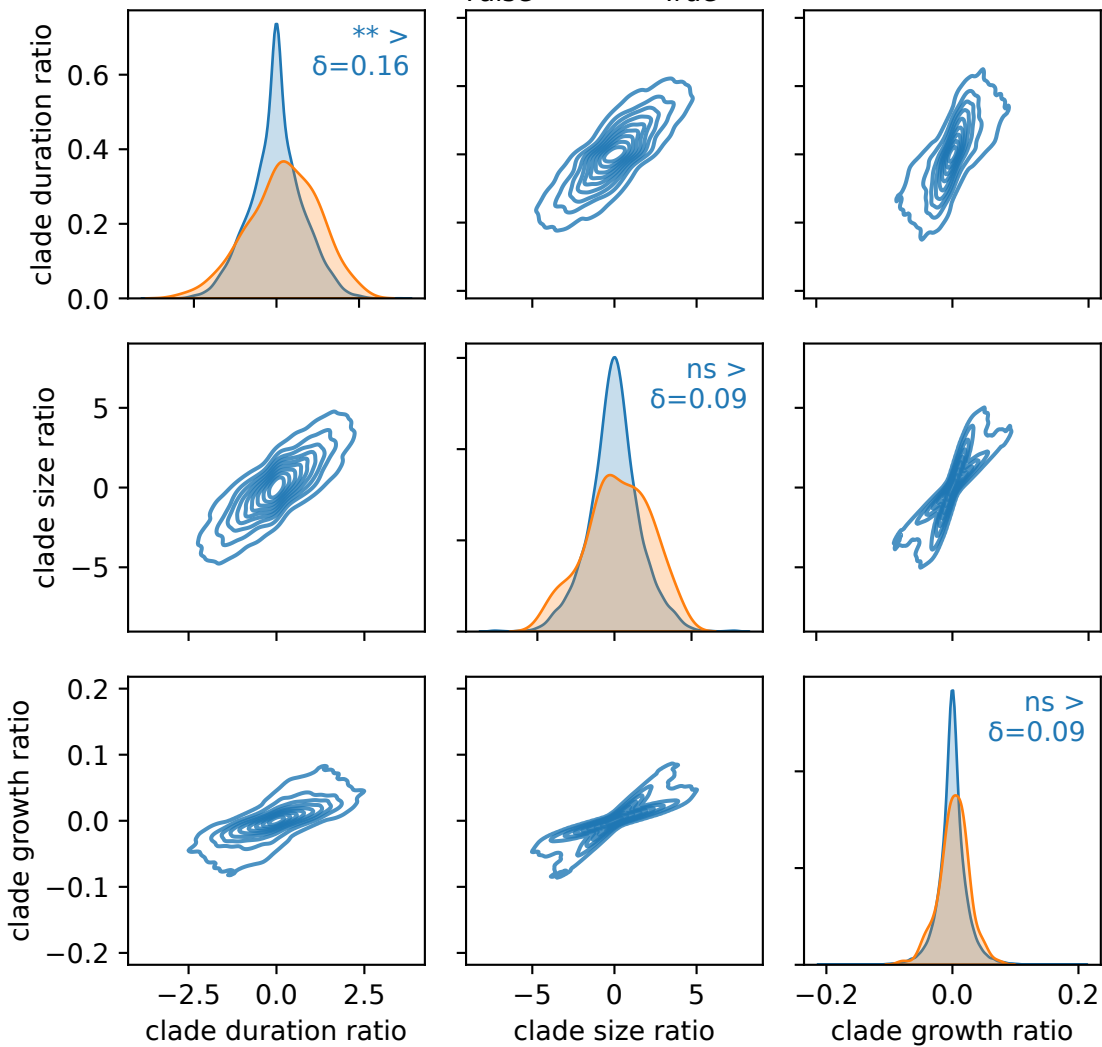 clade duration ratio
0.6
0.4
0.2
0.0
** >
δ=0.16
clade size ratio
5
0
−5
ns >
δ=0.09
clade growth ratio
0.2
0.1
0.0
−0.1
−0.2
ns >
δ=0.09
−2.5 0.0 2.5
−5 0 5
−0.2 0.0 0.2
clade duration ratio
clade size ratio
clade growth ratio